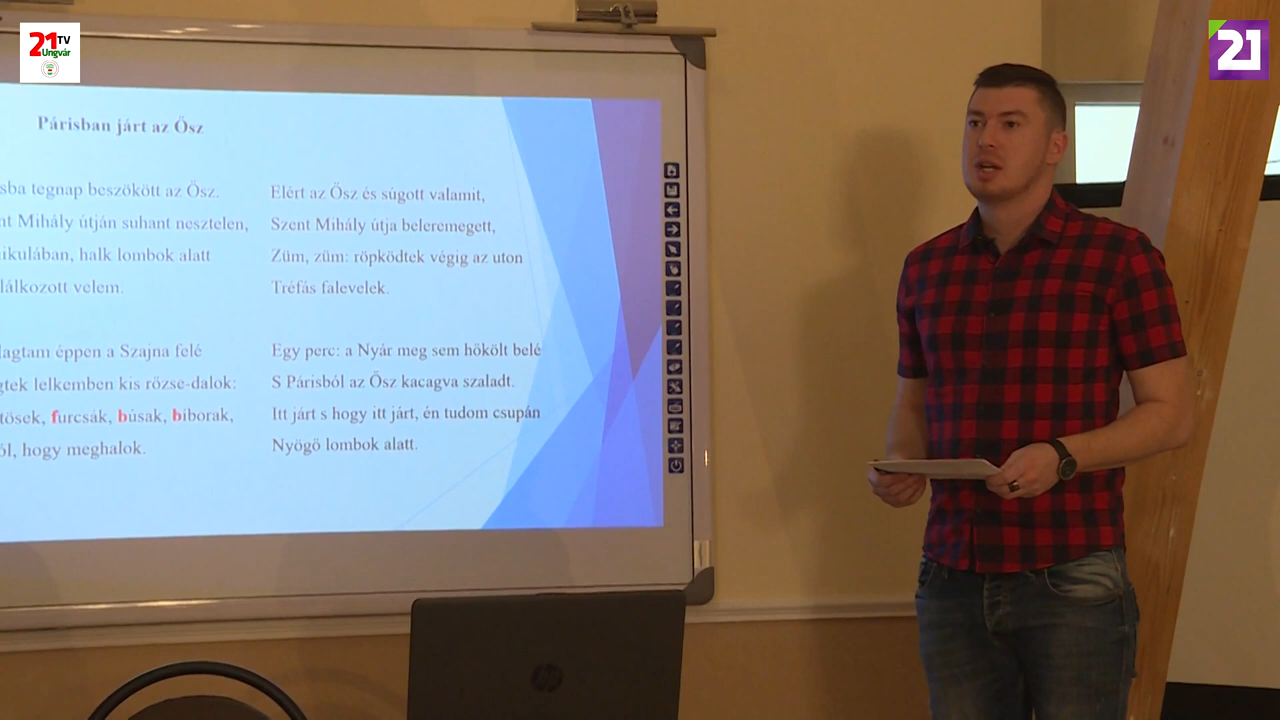 21 TV
Ungvár
21
Párisban járt az Ősz
sba tegnap beszökött az Ősz.
nt Mihály útján suhant nesztelen,
ikulában, halk lombok alatt
lálkozott velem.
lagtam éppen a Szajna felé
gtek lelkemben kis rőzse-dalok:
tösek, furcsák, búsak, bíborak,
ól, hogy meghalok.
Elért az Ősz és súgott valamit,
Szent Mihály útja beleremegett,
Züm, züm: röpködtek végig az uton
Tréfás falevelek.
Egy perc: a Nyár meg sem hőkölt belé
S Párisból az Ősz kacagva szaladt.
Itt járt s hogy itt járt, én tudom csupán
Nyögő lombok alatt.
hp